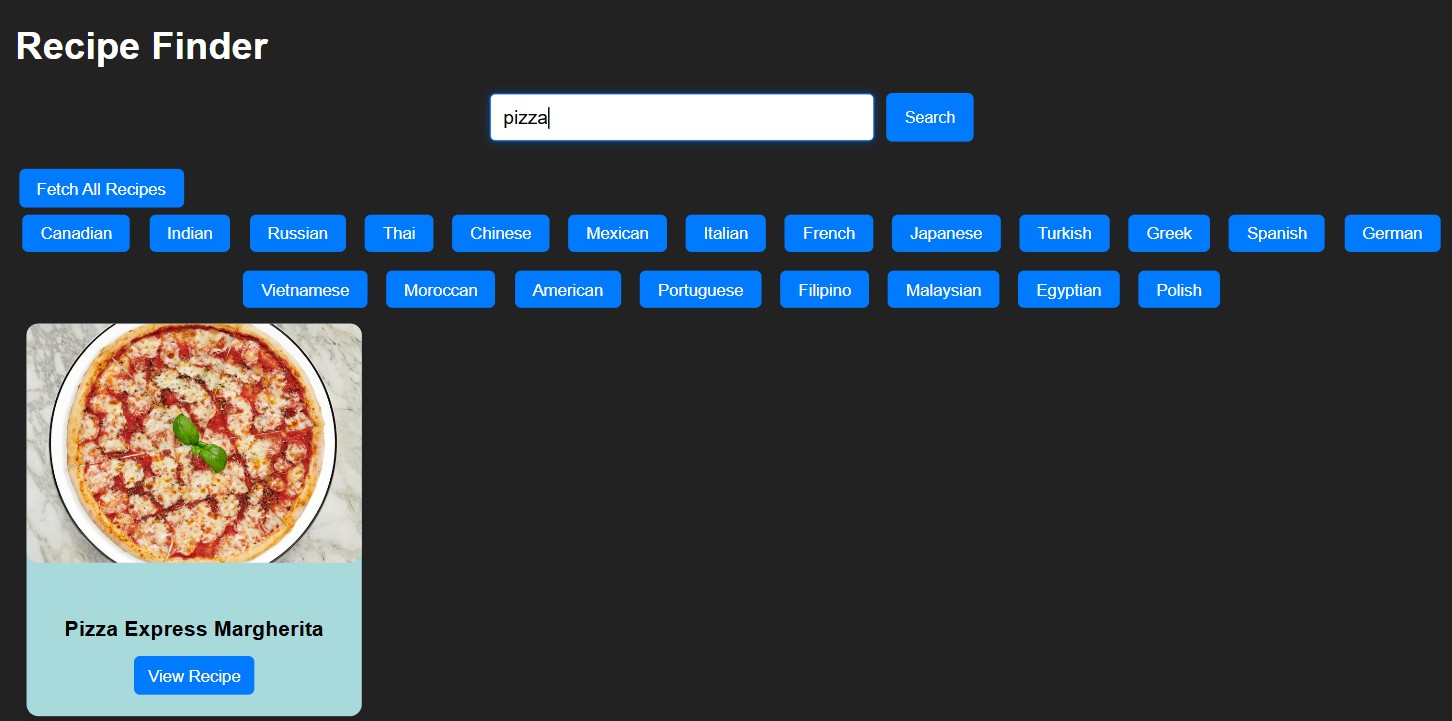 Recipe Finder
pizza
Search
Fetch All Recipes
Canadian Indian Russian Thai Chinese Mexican Italian French Japanese Turkish Greek Spanish German
Vietnamese Moroccan American Portuguese Filipino Malaysian Egyptian Polish
Pizza Express Margherita
View Recipe